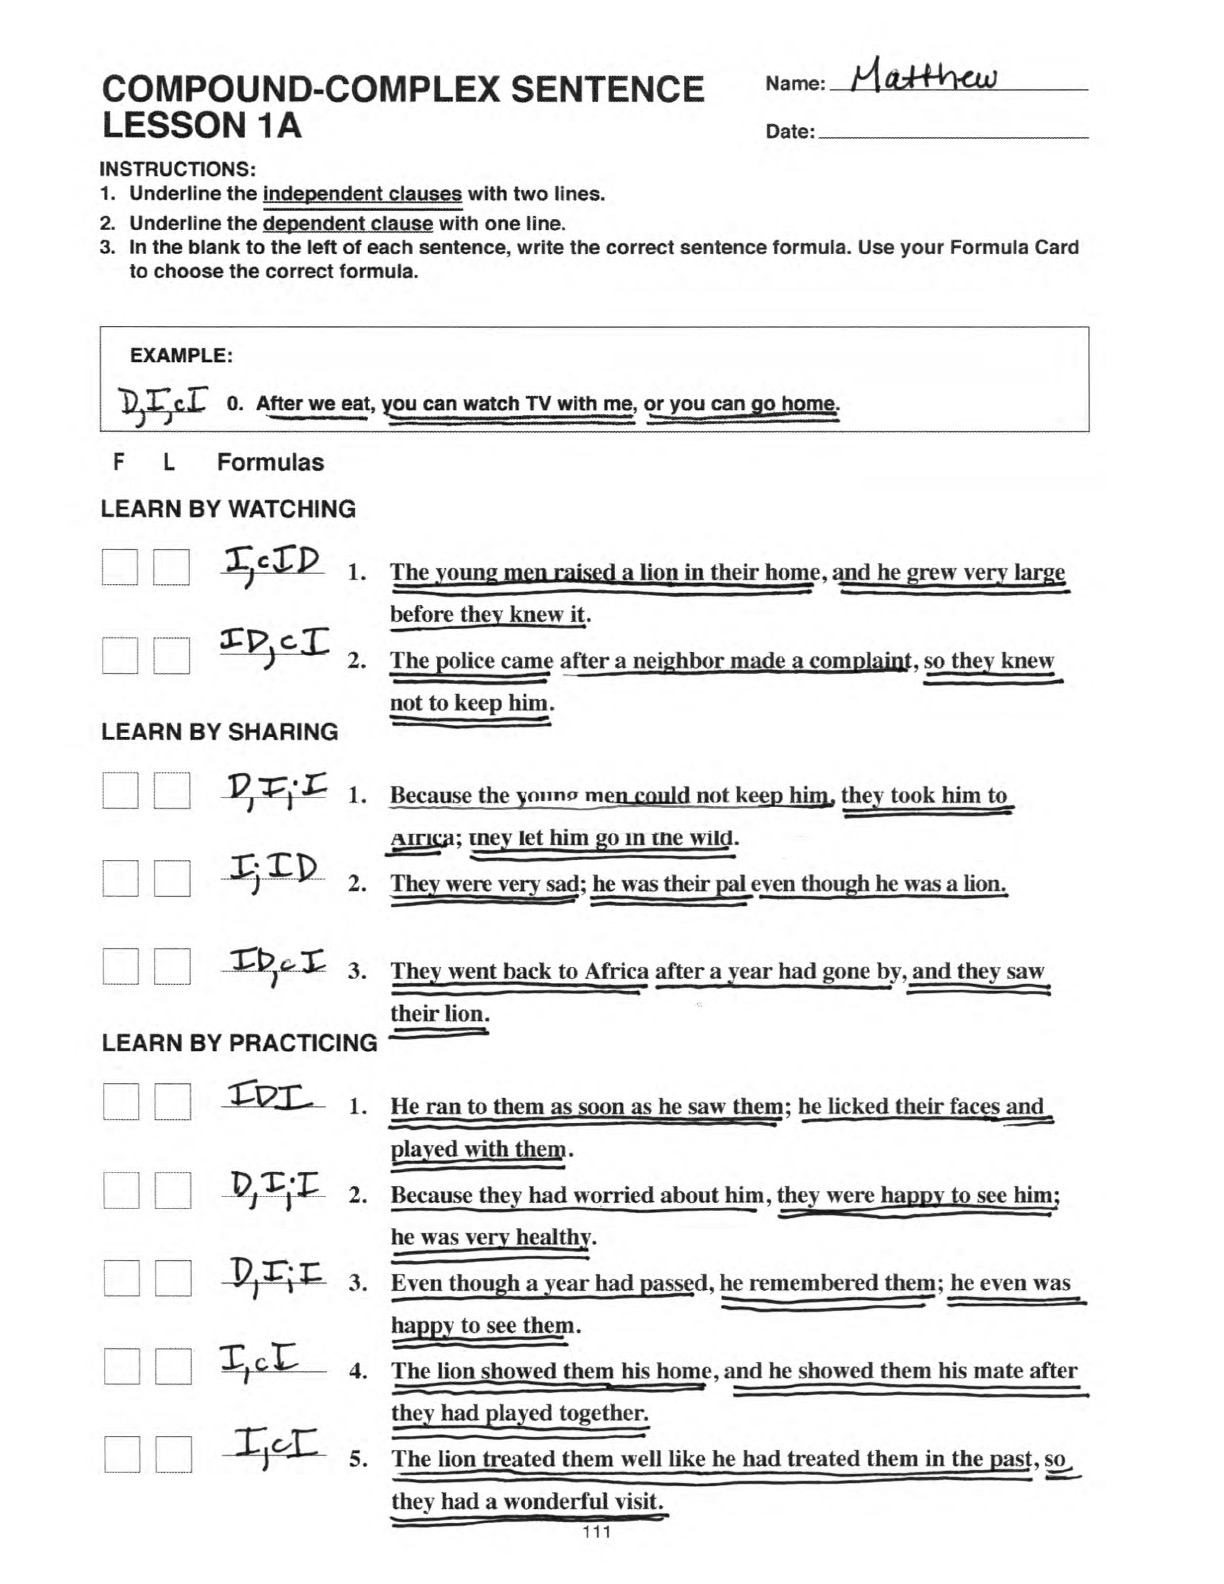 COMPOUND-COMPLEX SENTENCE
LESSON 1A
Name: Matthew
Date:
INSTRUCTIONS:
1. Underline the independent clauses with two lines.
2. Underline the dependent clause with one line.
3. In the blank to the left of each sentence, write the correct sentence formula. Use your Formula Card
to choose the correct formula.
EXAMPLE:
D,I,cI 0. After we eat, you can watch TV with me, or you can go home.
F L Formulas
LEARN BY WATCHING
I,cID 1. The young men raised a lion in their home, and he grew very large
before they knew it.
ID,cI 2. The police came after a neighbor made a complaint, so they knew
not to keep him.
LEARN BY SHARING
D,I;I 1. Because the young men could not keep him, they took him to
Africa; they let him go in the wild.
I;ID 2. They were very sad; he was their pal even though he was a lion.
ID,cI 3. They went back to Africa after a year had gone by, and they saw
their lion.
LEARN BY PRACTICING
IDI 1. He ran to them as soon as he saw them; he licked their faces and
played with them.
D,I;I 2. Because they had worried about him, they were happy to see him;
he was very healthy.
D,I;I 3. Even though a year had passed, he remembered them; he even was
happy to see them.
I,cI 4. The lion showed them his home, and he showed them his mate after
they had played together.
I,cI 5. The lion treated them well like he had treated them in the past, so
they had a wonderful visit.
111